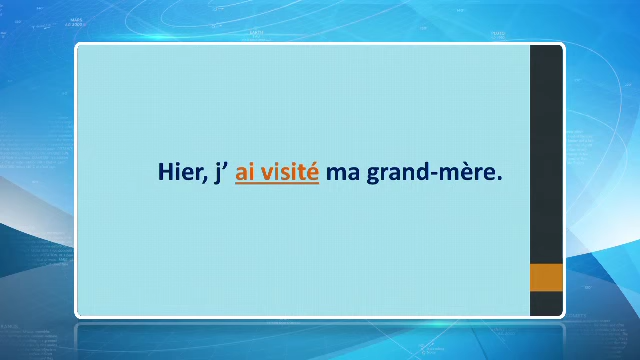 Hier, j’ ai visité ma grand-mère.